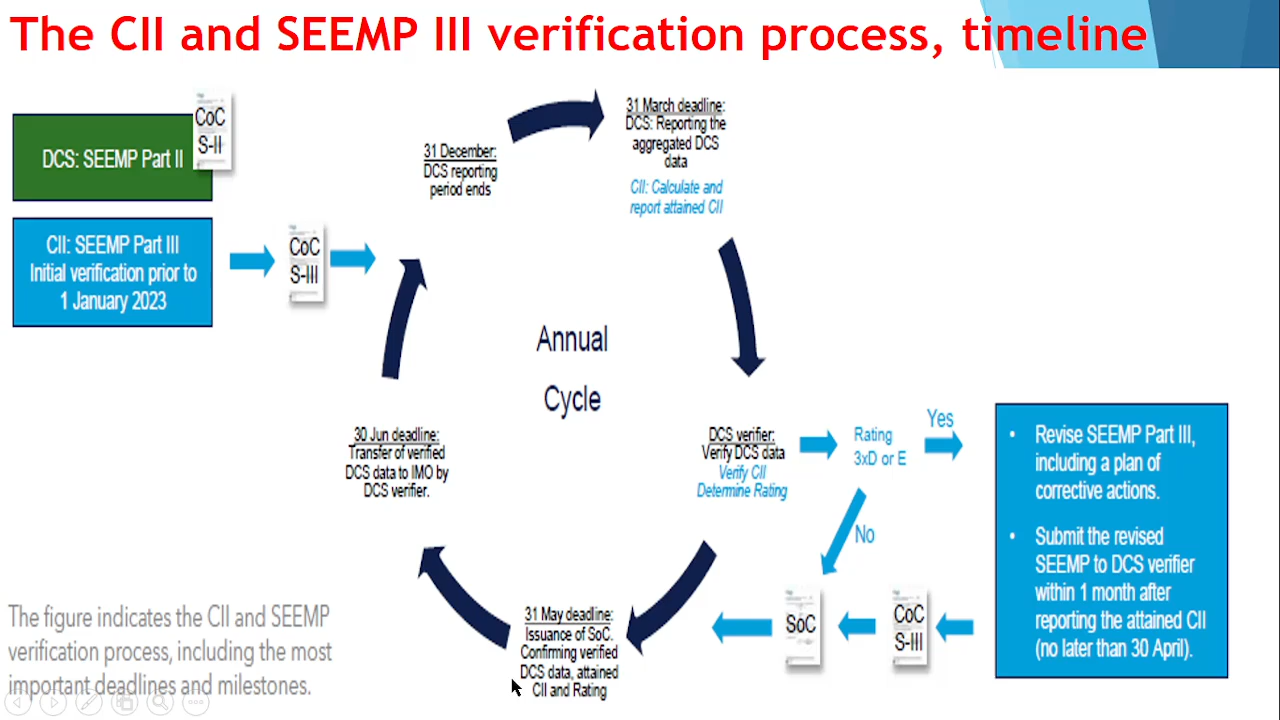 The CII and SEEMP III verification process, timeline
DCS: SEEMP Part II
CoC
S-II
CII: SEEMP Part III
Initial verification prior to
1 January 2023
CoC
S-III
31 December:
DCS reporting
period ends
31 March deadline:
DCS: Reporting the
aggregated DCS
data
CII: Calculate and
report attained CII
Annual
Cycle
DCS verifier:
Verify DCS data
Verify CII
Determine Rating
Rating
3xD or E
Yes
No
• Revise SEEMP Part III,
including a plan of
corrective actions.
• Submit the revised
SEEMP to DCS verifier
within 1 month after
reporting the attained CII
(no later than 30 April).
CoC
S-III
SoC
31 May deadline:
Issuance of SoC.
Confirming verified
DCS data, attained
CII and Rating
30 Jun deadline:
Transfer of verified
DCS data to IMO by
DCS verifier.
The figure indicates the CII and SEEMP
verification process, including the most
important deadlines and milestones.